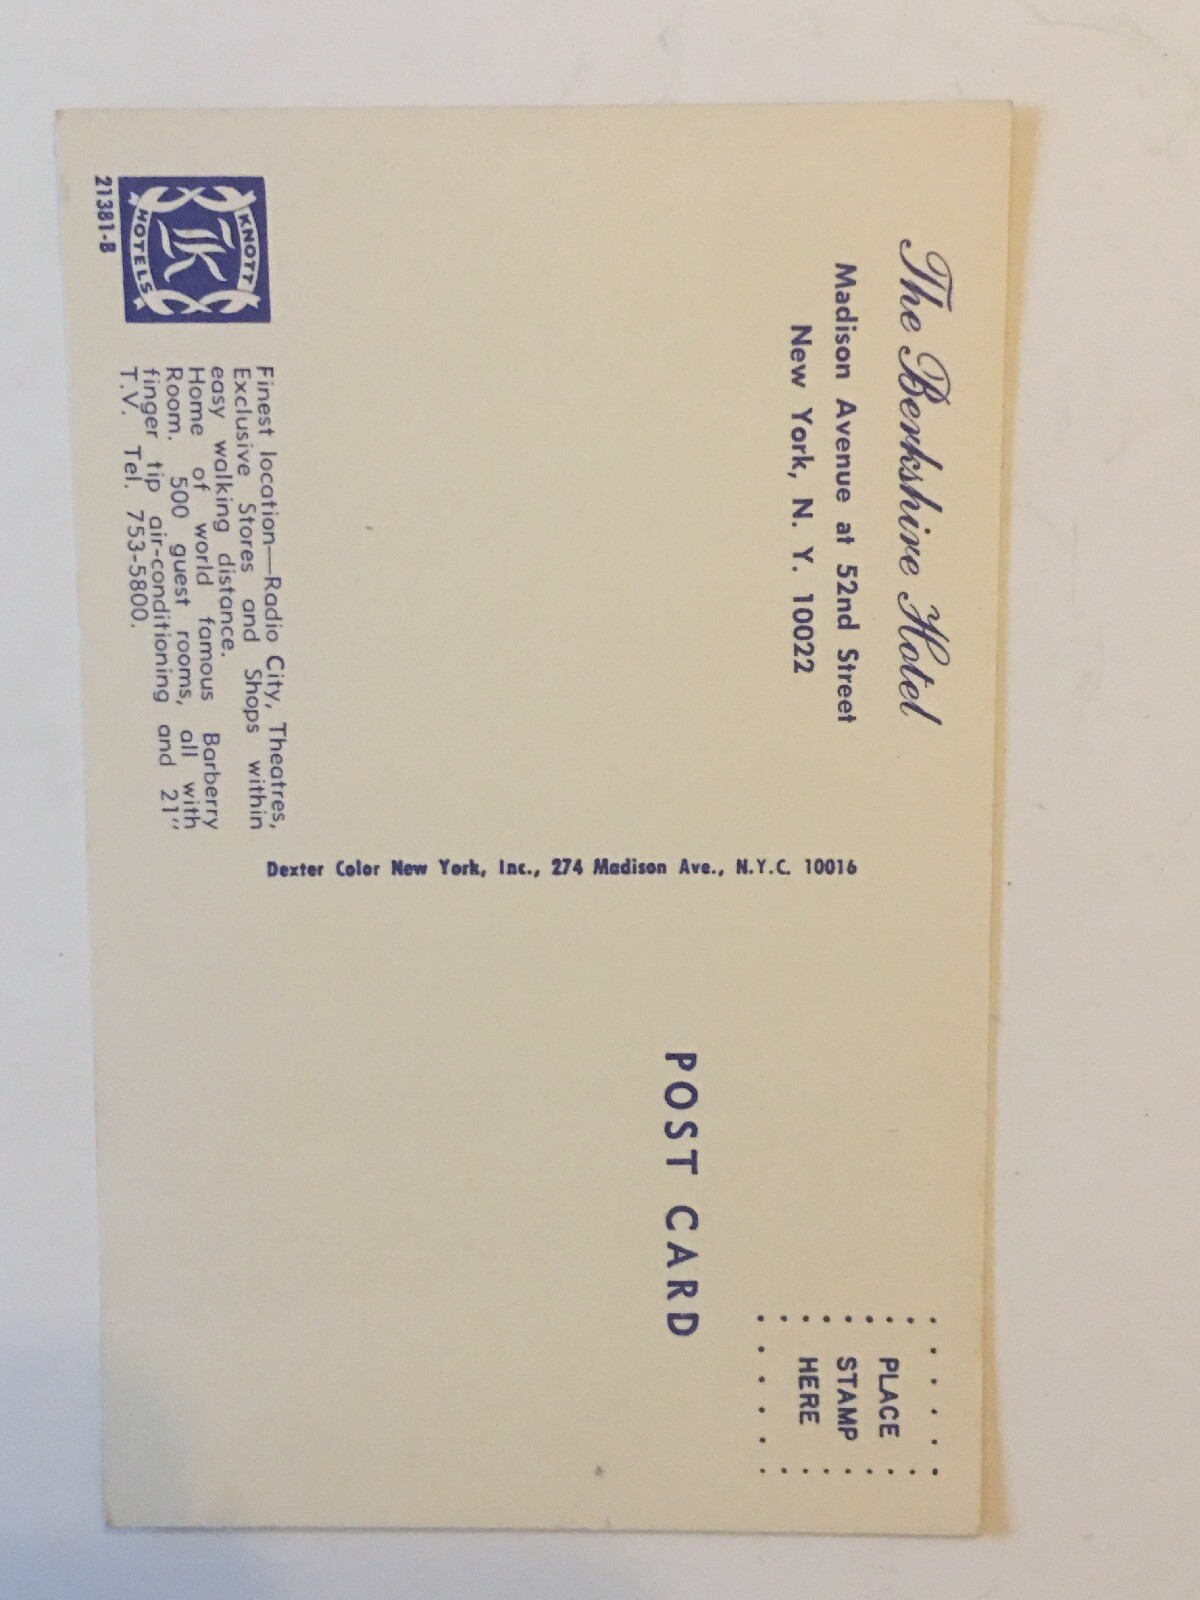 The Berkshire Hotel
Madison Avenue at 52nd Street
New York, N. Y. 10022
Finest location—Radio City, Theatres,
Exclusive Stores and Shops within
easy walking distance.
Home of world famous Barberry
Room. 500 guest rooms, all with
finger tip air-conditioning and 21"
T.V. Tel. 753-5800.
KNOTT
K
HOTELS
21381-B
Dexter Color New York, Inc., 274 Madison Ave., N.Y.C. 10016
POST CARD
PLACE
STAMP
HERE